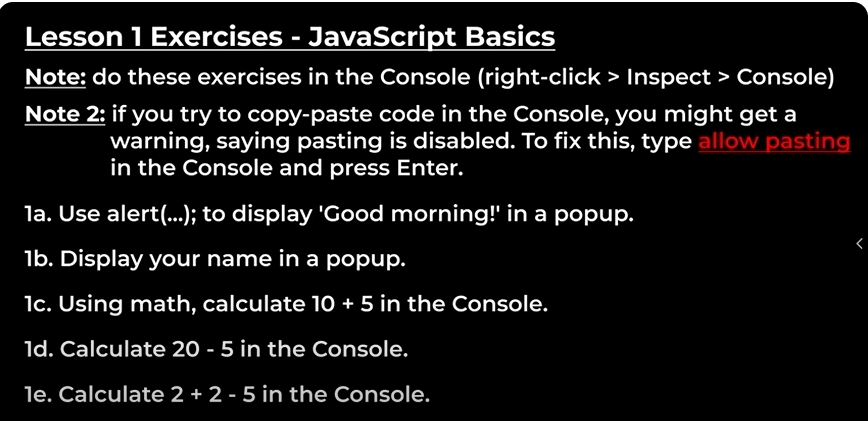 Lesson 1 Exercises - JavaScript Basics
Note: do these exercises in the Console (right-click > Inspect > Console)
Note 2: if you try to copy-paste code in the Console, you might get a
warning, saying pasting is disabled. To fix this, type allow pasting
in the Console and press Enter.
1a. Use alert(...); to display 'Good morning!' in a popup.
1b. Display your name in a popup.
1c. Using math, calculate 10 + 5 in the Console.
1d. Calculate 20 - 5 in the Console.
1e. Calculate 2 + 2 - 5 in the Console.